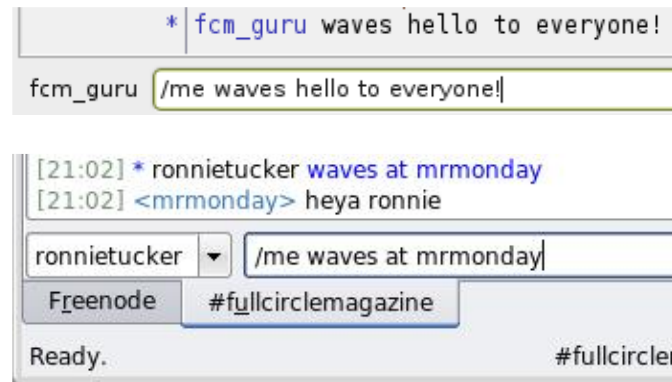 * fcm_guru waves hello to everyone!
fcm_guru /me waves hello to everyone!
[21:02] * ronnietucker waves at mrmonday
[21:02] <mrmonday> heya ronnie
ronnietucker /me waves at mrmonday
Freenode #fullcirclemagazine
Ready. #fullcircle